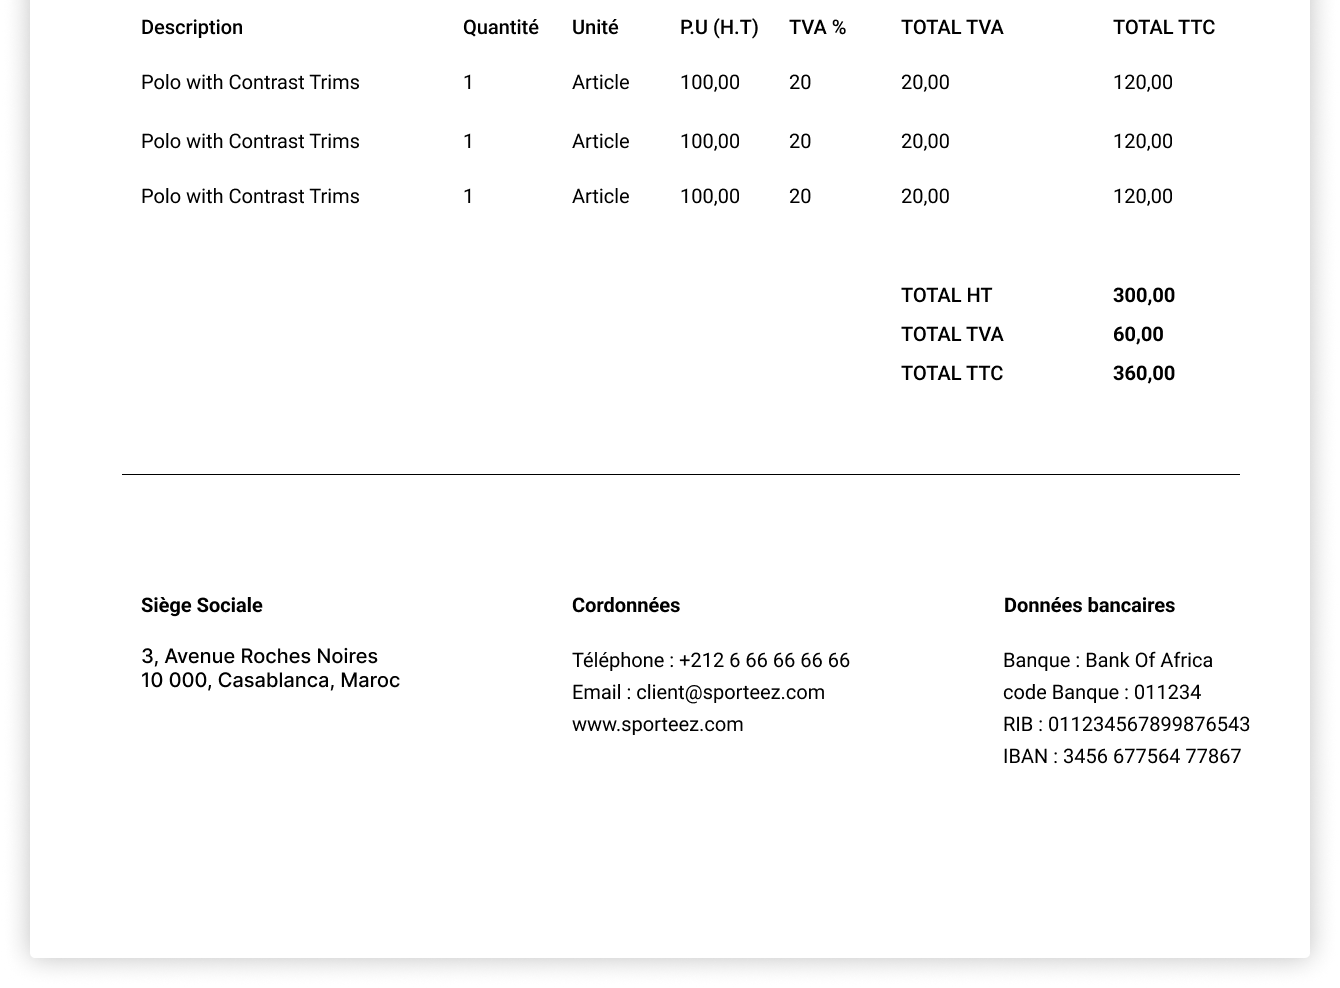 Description Quantité Unité P.U (H.T) TVA % TOTAL TVA TOTAL TTC
Polo with Contrast Trims 1 Article 100,00 20 20,00 120,00
Polo with Contrast Trims 1 Article 100,00 20 20,00 120,00
Polo with Contrast Trims 1 Article 100,00 20 20,00 120,00
TOTAL HT 300,00
TOTAL TVA 60,00
TOTAL TTC 360,00
Siège Sociale
3, Avenue Roches Noires
10 000, Casablanca, Maroc
Cordonnées
Téléphone : +212 6 66 66 66 66
Email : client@sporteez.com
www.sporteez.com
Données bancaires
Banque : Bank Of Africa
code Banque : 011234
RIB : 011234567899876543
IBAN : 3456 677564 77867